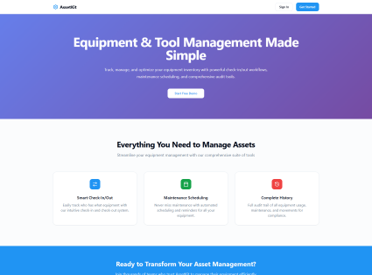 AssetKit
Sign In
Get Started
Equipment & Tool Management Made
Simple
Track, manage, and optimize your equipment inventory with powerful check-in/out workflows,
maintenance scheduling, and comprehensive audit trails.
Start Free Today
Everything You Need to Manage Assets
Streamline your equipment management with our comprehensive suite of tools
Smart Check-In/Out
Easily track who has what equipment with
our intuitive check-in and check-out system.
Maintenance Scheduling
Never miss maintenance with automated
scheduling and reminders for all your
equipment.
Complete History
Full audit trail of all equipment usage,
maintenance, and movements for
compliance.
Ready to Transform Your Asset Management?